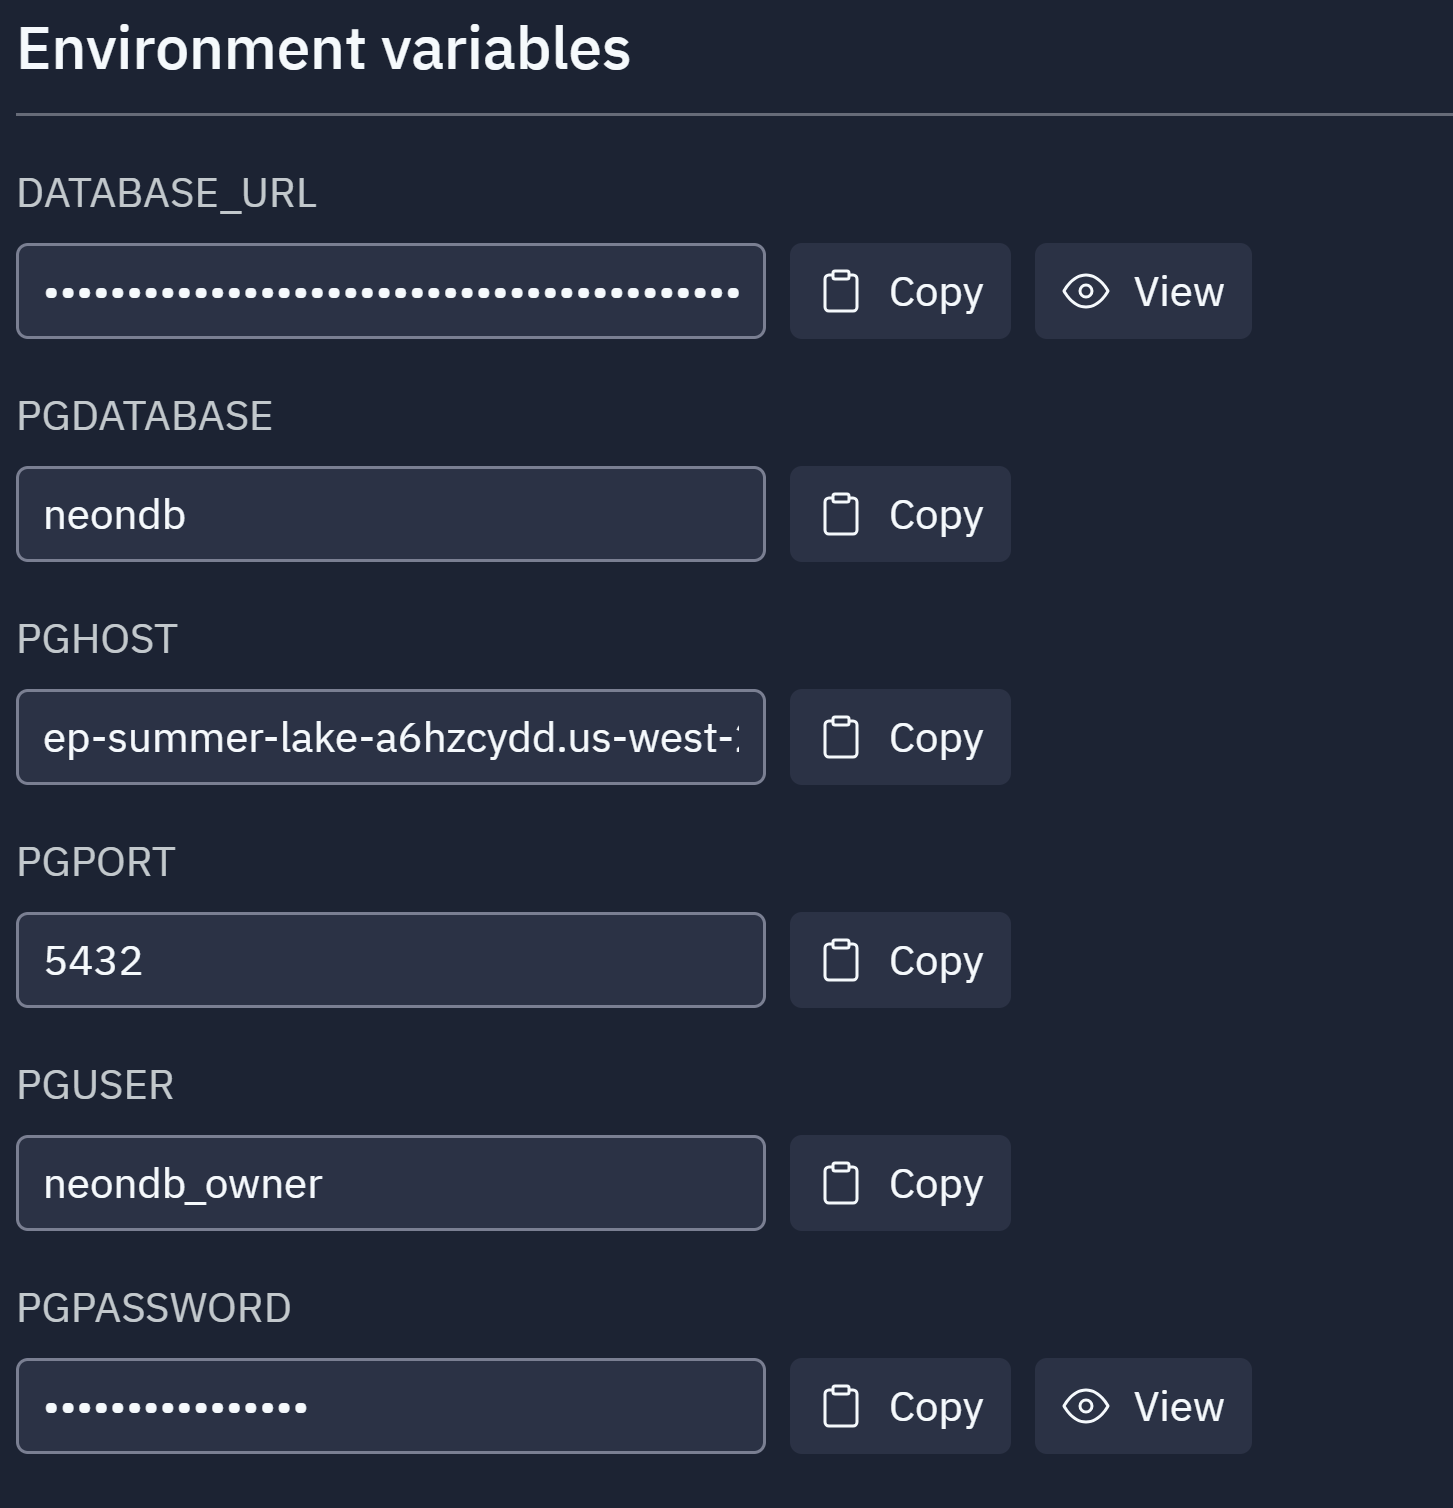 Environment variables
DATABASE_URL
•••••••••••••••••••••••••••••••••••••••••• Copy View
PGDATABASE
neondb Copy
PGHOST
ep-summer-lake-a6hzcydd.us-west- Copy
PGPORT
5432 Copy
PGUSER
neondb_owner Copy
PGPASSWORD
•••••••••••••••• Copy View